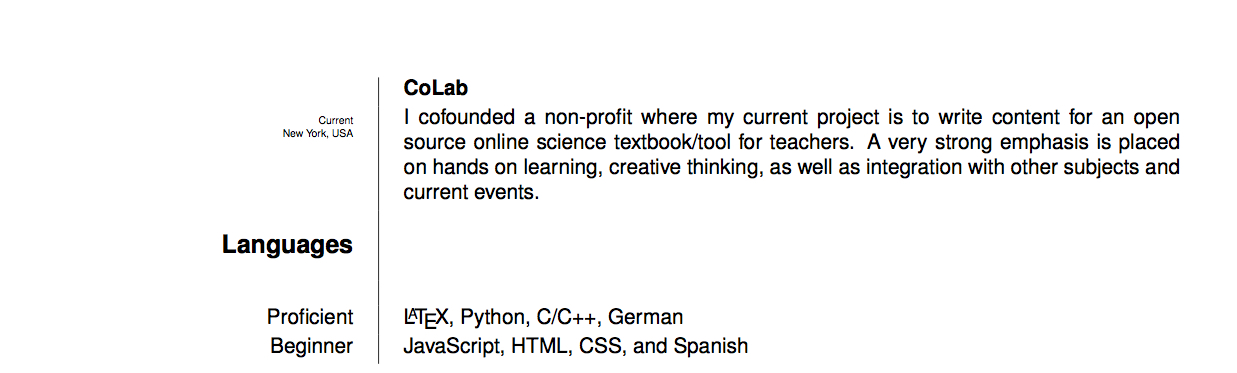 CoLab
Current
New York, USA
I cofounded a non-profit where my current project is to write content for an open
source online science textbook/tool for teachers. A very strong emphasis is placed
on hands on learning, creative thinking, as well as integration with other subjects and
current events.
Languages
Proficient LATEX, Python, C/C++, German
Beginner JavaScript, HTML, CSS, and Spanish